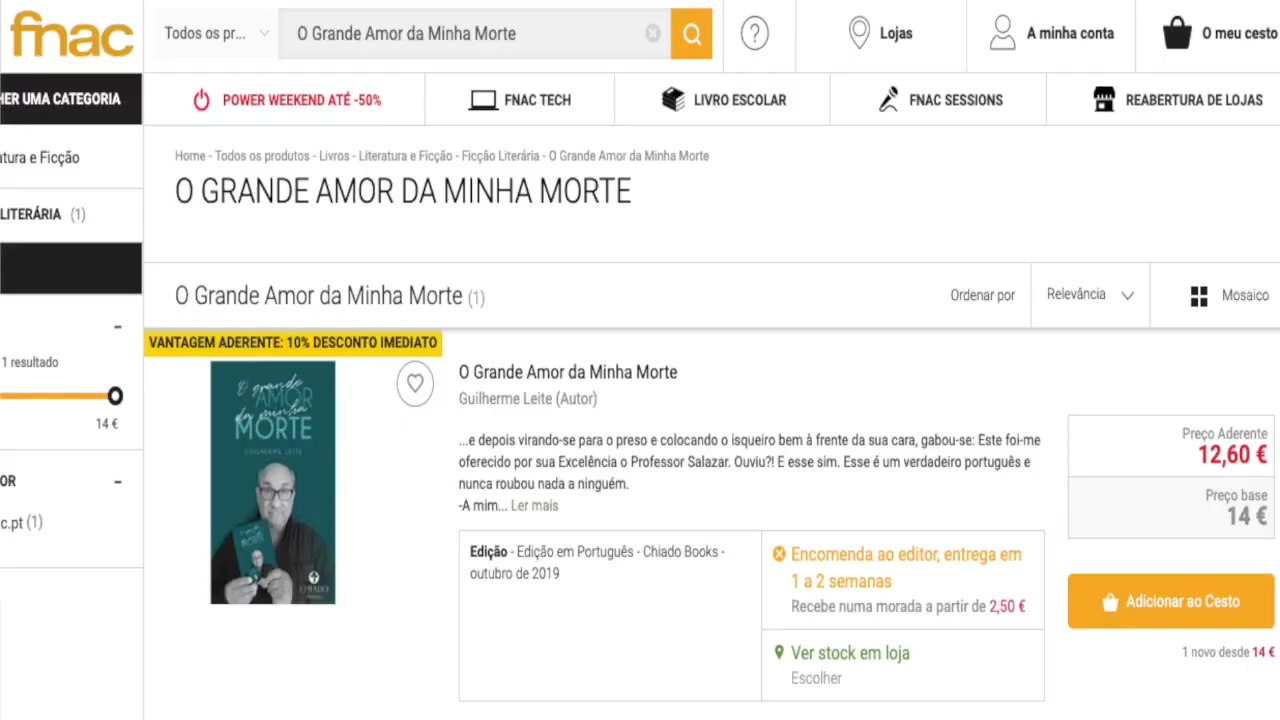 fnac
Todos os pr...
O Grande Amor da Minha Morte
?
Lojas
A minha conta
O meu cesto
HER UMA CATEGORIA
POWER WEEKEND ATÉ -50%
FNAC TECH
LIVRO ESCOLAR
FNAC SESSIONS
REABERTURA DE LOJAS
atura e Ficção
LITERÁRIA (1)
1 resultado
14 €
OR
c.pt (1)
Home - Todos os produtos - Livros - Literatura e Ficção - Ficção Literária - O Grande Amor da Minha Morte
O GRANDE AMOR DA MINHA MORTE
O Grande Amor da Minha Morte (1)
Ordenar por
Relevância
Mosaico
VANTAGEM ADERENTE: 10% DESCONTO IMEDIATO
O grande
AMOR
da minha
MORTE
GUILHERME LEITE
CHIADO
O Grande Amor da Minha Morte
Guilherme Leite (Autor)
...e depois virando-se para o preso e colocando o isqueiro bem à frente da sua cara, gabou-se: Este foi-me
oferecido por sua Excelência o Professor Salazar. Ouviu?! E esse sim. Esse é um verdadeiro português e
nunca roubou nada a ninguém.
-A mim... Ler mais
Edição - Edição em Português - Chiado Books -
outubro de 2019
Encomenda ao editor, entrega em
1 a 2 semanas
Recebe numa morada a partir de 2,50 €
Ver stock em loja
Escolher
Preço Aderente
12,60 €
Preço base
14 €
Adicionar ao Cesto
1 novo desde 14 €